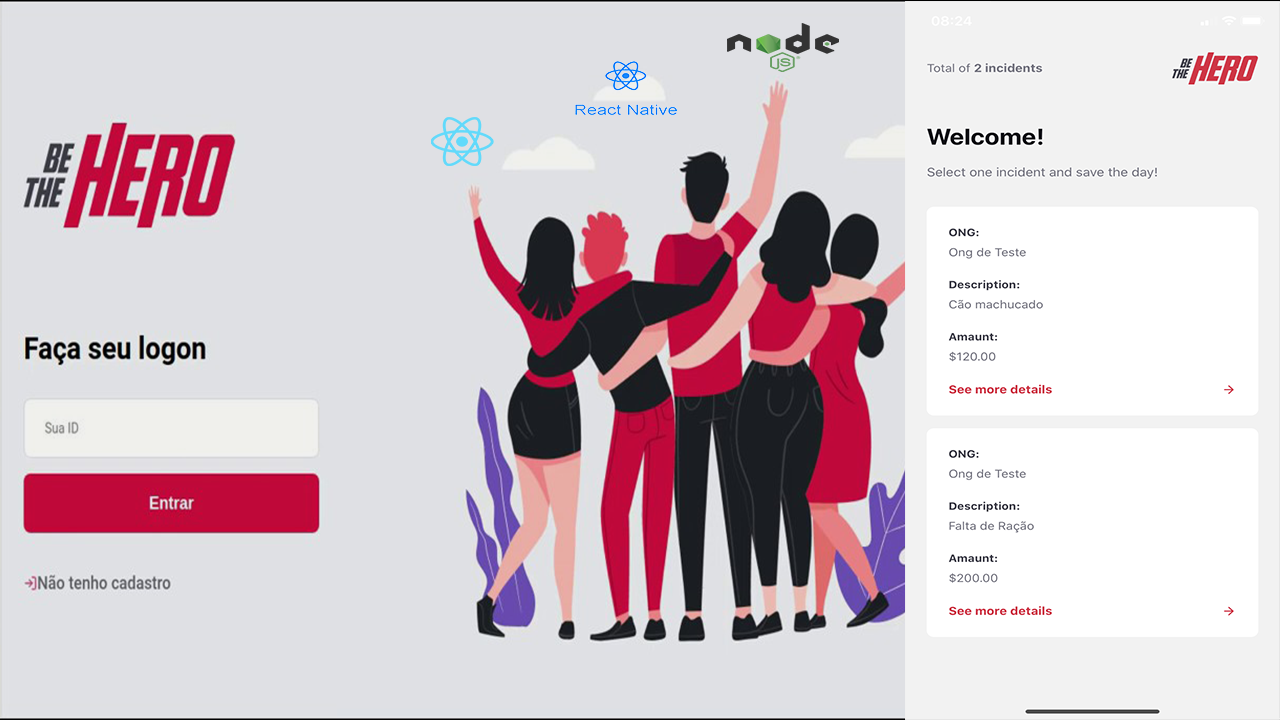 BE
THE HERO
Faça seu logon
Sua ID
Entrar
Não tenho cadastro
React Native
node
JS
08:24
Total of 2 incidents
BE
THE HERO
Welcome!
Select one incident and save the day!
ONG:
Ong de Teste
Description:
Cão machucado
Amaunt:
$120.00
See more details
ONG:
Ong de Teste
Description:
Falta de Ração
Amaunt:
$200.00
See more details